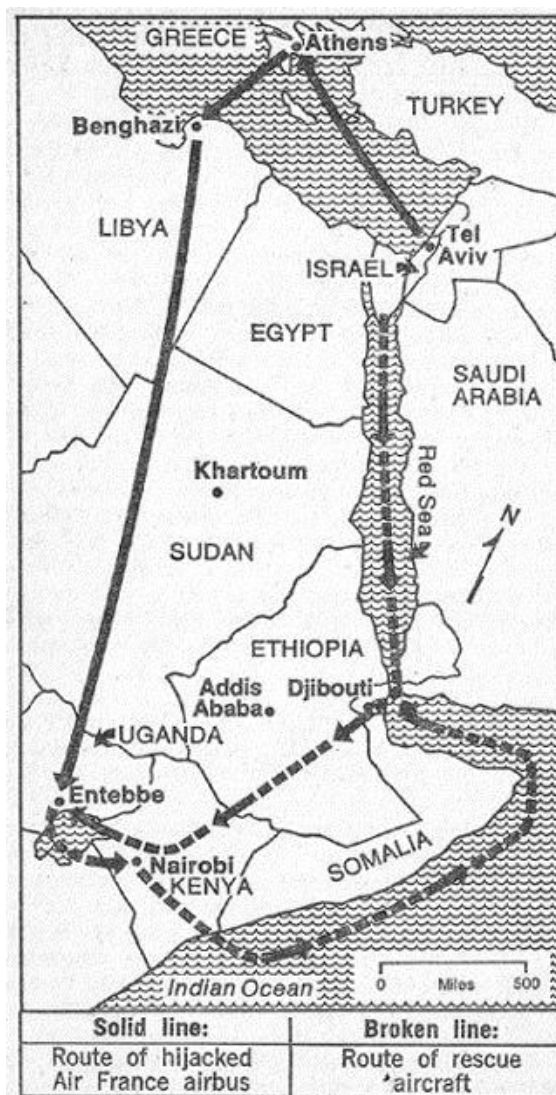 GREECE
Athens
TURKEY
Benghazi
LIBYA
Tel
Aviv
ISRAEL
EGYPT
SAUDI
ARABIA
Red Sea
Khartoum
N
SUDAN
ETHIOPIA
Addis
Ababa
Djibouti
UGANDA
Entebbe
Nairobi
KENYA
SOMALIA
Indian Ocean
0 Miles 500
Solid line:
Route of hijacked
Air France airbus
Broken line:
Route of rescue
aircraft